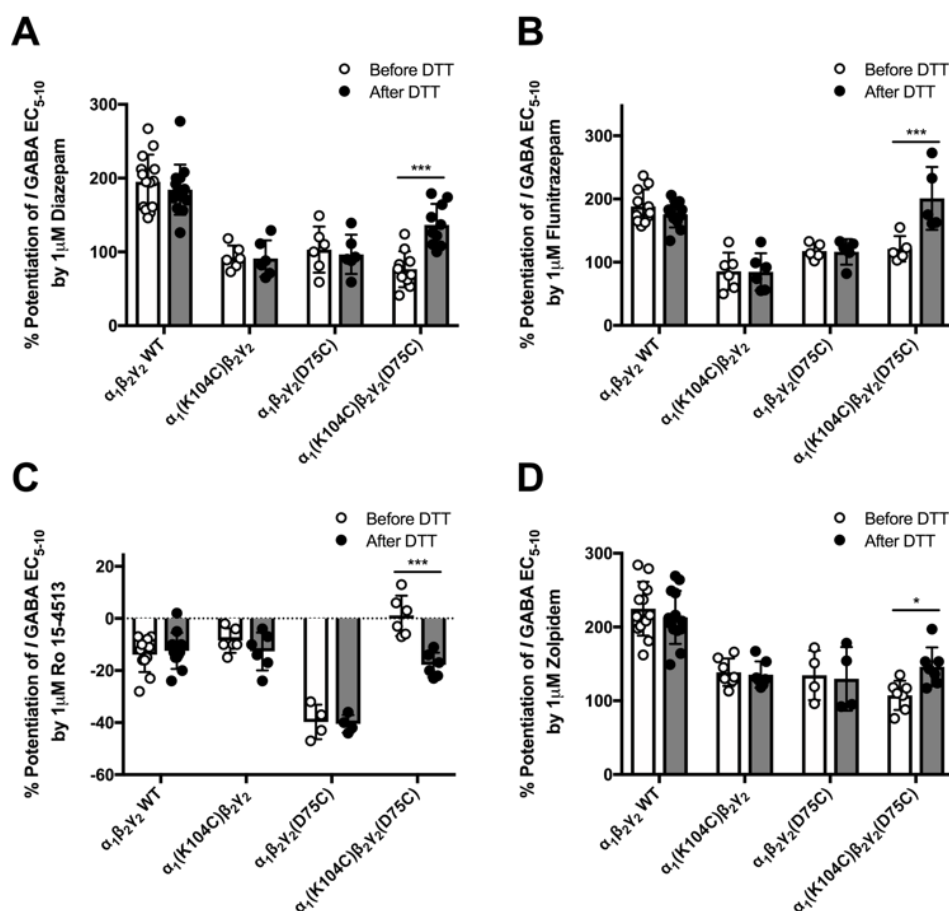 A
Before DTT
After DTT
% Potentiation of I GABA EC5-10
by 1μM Diazepam
300
200
100
0
***
α1β2γ2 WT
α1(K104C)β2γ2
α1β2γ2(D75C)
α1(K104C)β2γ2(D75C)
B
Before DTT
After DTT
% Potentiation of I GABA EC5-10
by 1μM Flunitrazepam
300
200
100
0
***
α1β2γ2 WT
α1(K104C)β2γ2
α1β2γ2(D75C)
α1(K104C)β2γ2(D75C)
C
Before DTT
After DTT
% Potentiation of I GABA EC5-10
by 1μM Ro 15-4513
20
0
-20
-40
-60
***
α1β2γ2 WT
α1(K104C)β2γ2
α1β2γ2(D75C)
α1(K104C)β2γ2(D75C)
D
Before DTT
After DTT
% Potentiation of I GABA EC5-10
by 1μM Zolpidem
300
200
100
0
*
α1β2γ2 WT
α1(K104C)β2γ2
α1β2γ2(D75C)
α1(K104C)β2γ2(D75C)